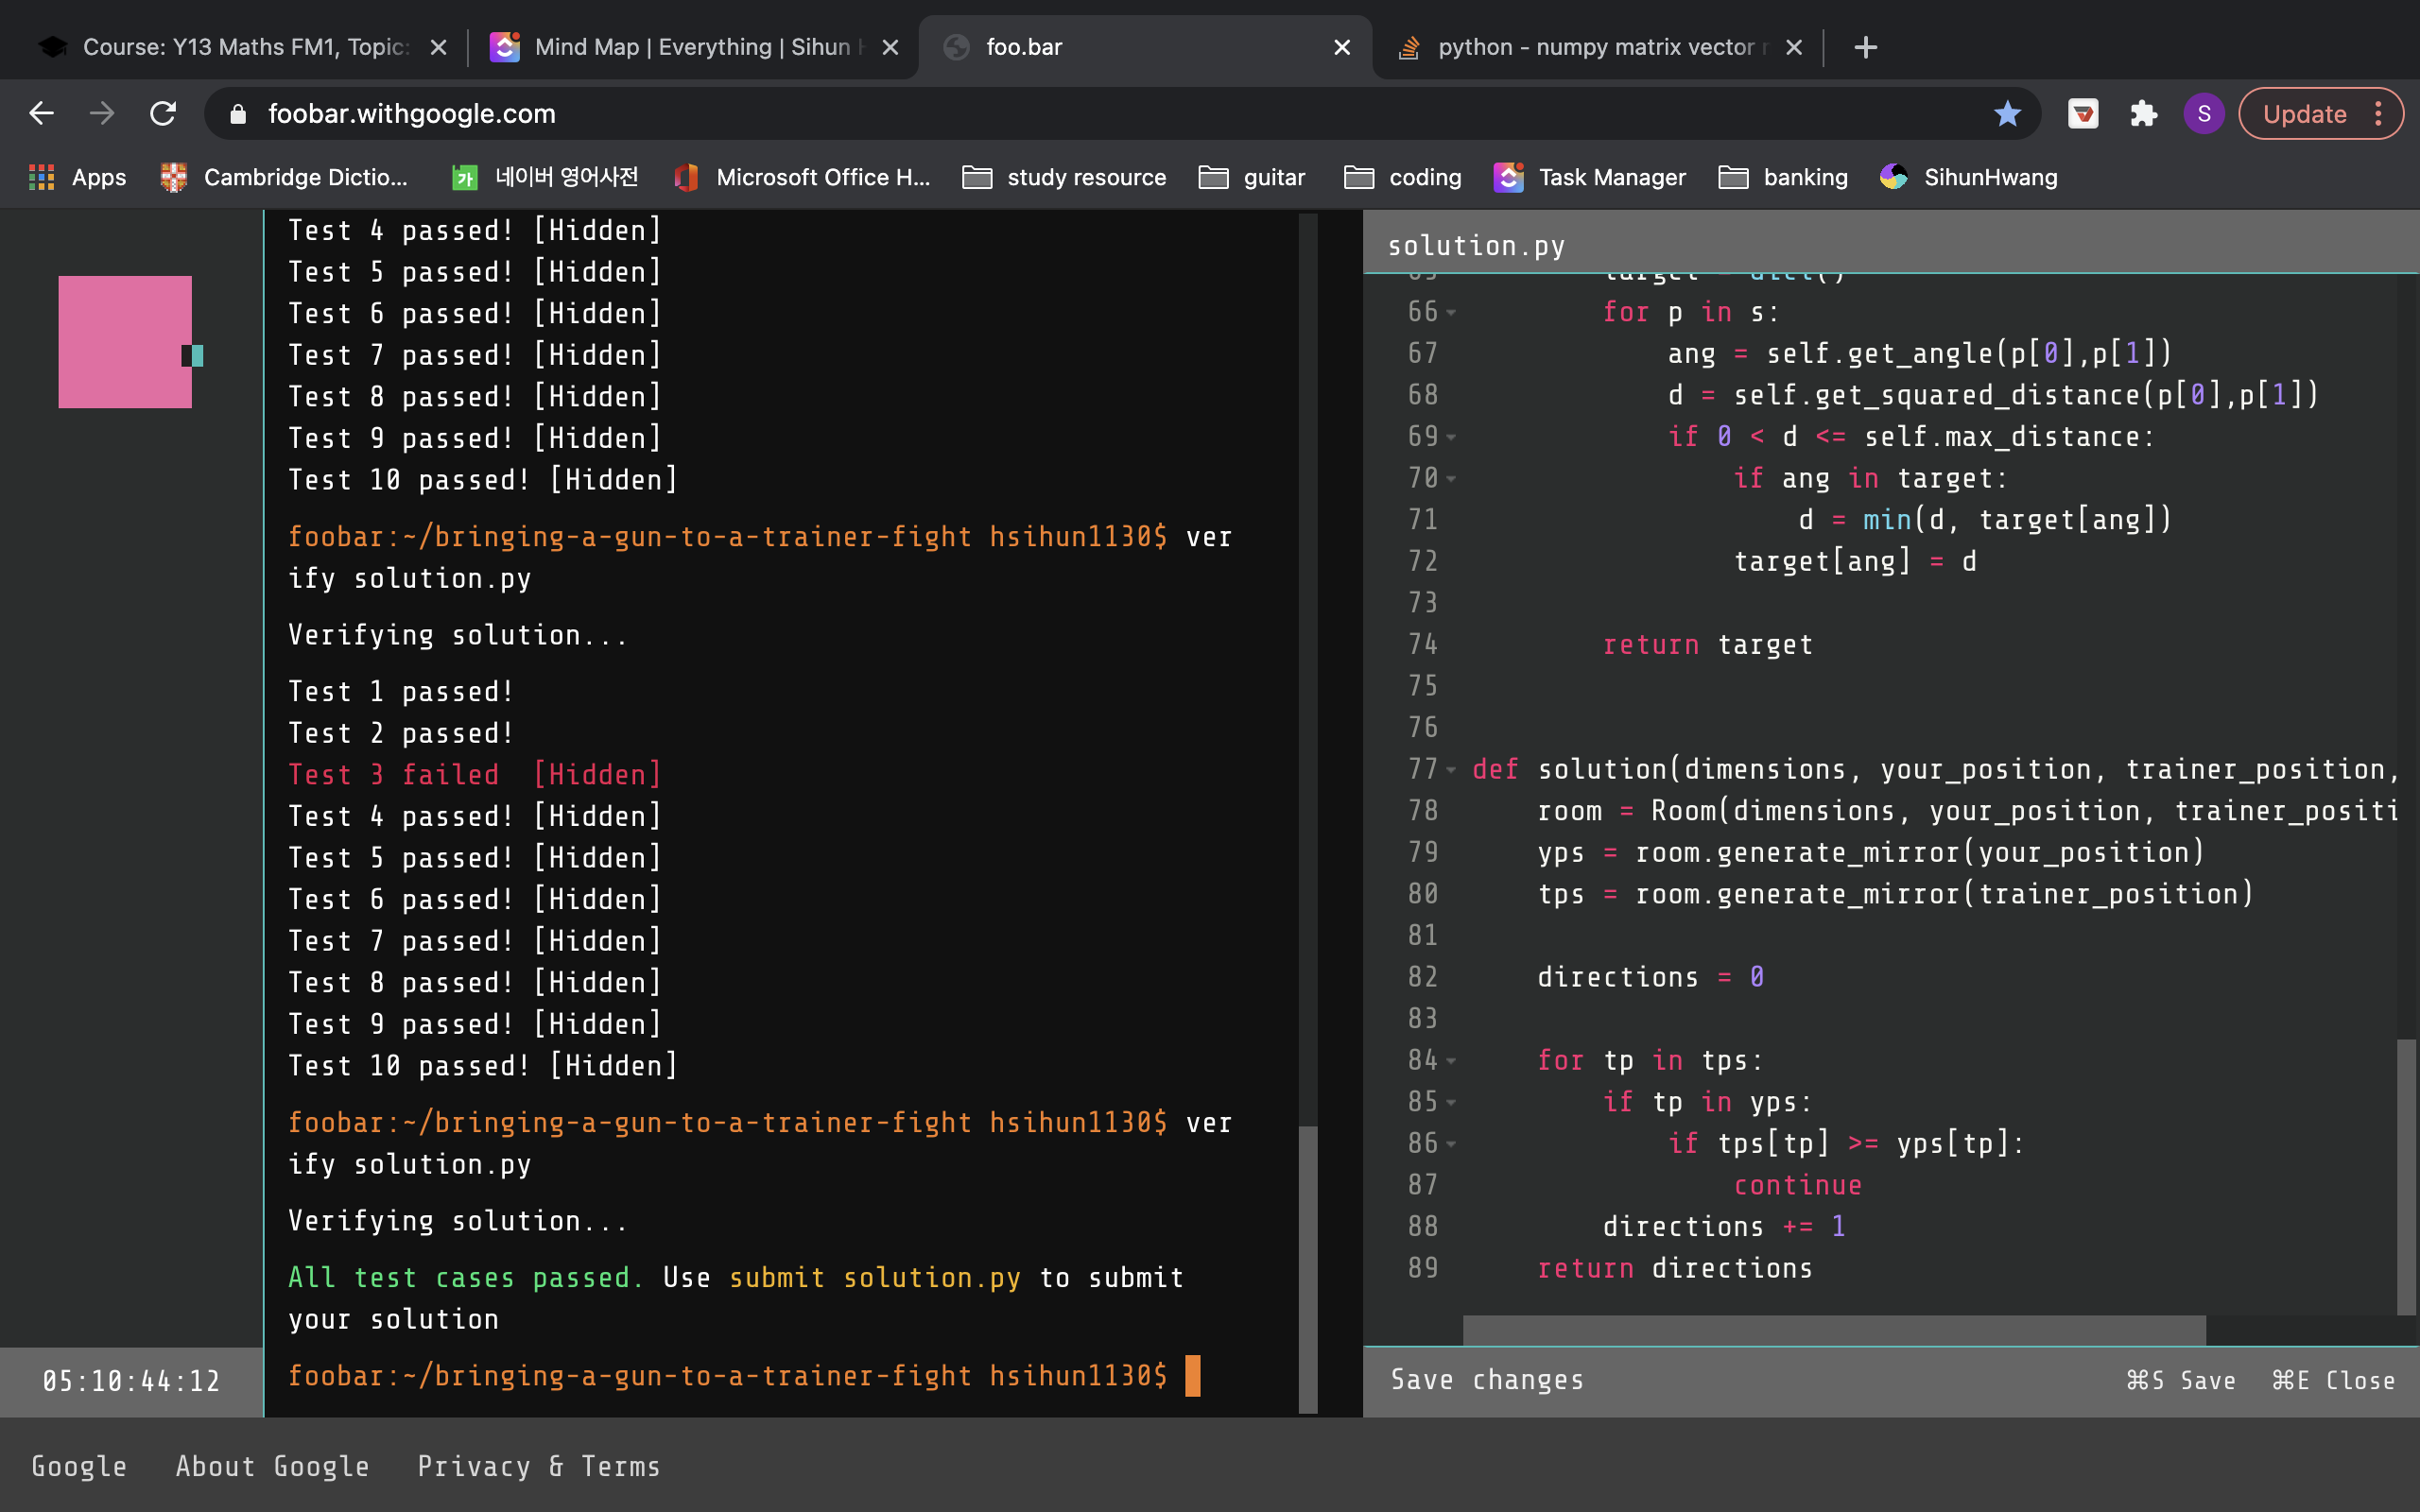 Course: Y13 Maths FM1, Topic:
Mind Map | Everything | Sihun
foo.bar
python - numpy matrix vector
foobar.withgoogle.com
S
Update
Apps
Cambridge Dictio...
네이버 영어사전
Microsoft Office H...
study resource
guitar
coding
Task Manager
banking
SihunHwang
Test 4 passed! [Hidden]
Test 5 passed! [Hidden]
Test 6 passed! [Hidden]
Test 7 passed! [Hidden]
Test 8 passed! [Hidden]
Test 9 passed! [Hidden]
Test 10 passed! [Hidden]
foobar:~/bringing-a-gun-to-a-trainer-fight hsihun1130$ ver
ify solution.py
Verifying solution...
Test 1 passed!
Test 2 passed!
Test 3 failed  [Hidden]
Test 4 passed! [Hidden]
Test 5 passed! [Hidden]
Test 6 passed! [Hidden]
Test 7 passed! [Hidden]
Test 8 passed! [Hidden]
Test 9 passed! [Hidden]
Test 10 passed! [Hidden]
foobar:~/bringing-a-gun-to-a-trainer-fight hsihun1130$ ver
ify solution.py
Verifying solution...
All test cases passed. Use submit solution.py to submit
your solution
foobar:~/bringing-a-gun-to-a-trainer-fight hsihun1130$
05:10:44:12
solution.py
65         target = dict()
66         for p in s:
67             ang = self.get_angle(p[0],p[1])
68             d = self.get_squared_distance(p[0],p[1])
69             if 0 < d <= self.max_distance:
70                 if ang in target:
71                     d = min(d, target[ang])
72                 target[ang] = d
73
74         return target
75
76
77 def solution(dimensions, your_position, trainer_position,
78     room = Room(dimensions, your_position, trainer_positi
79     yps = room.generate_mirror(your_position)
80     tps = room.generate_mirror(trainer_position)
81
82     directions = 0
83
84     for tp in tps:
85         if tp in yps:
86             if tps[tp] >= yps[tp]:
87                 continue
88         directions += 1
89     return directions
Save changes
⌘S Save
⌘E Close
Google
About Google
Privacy & Terms